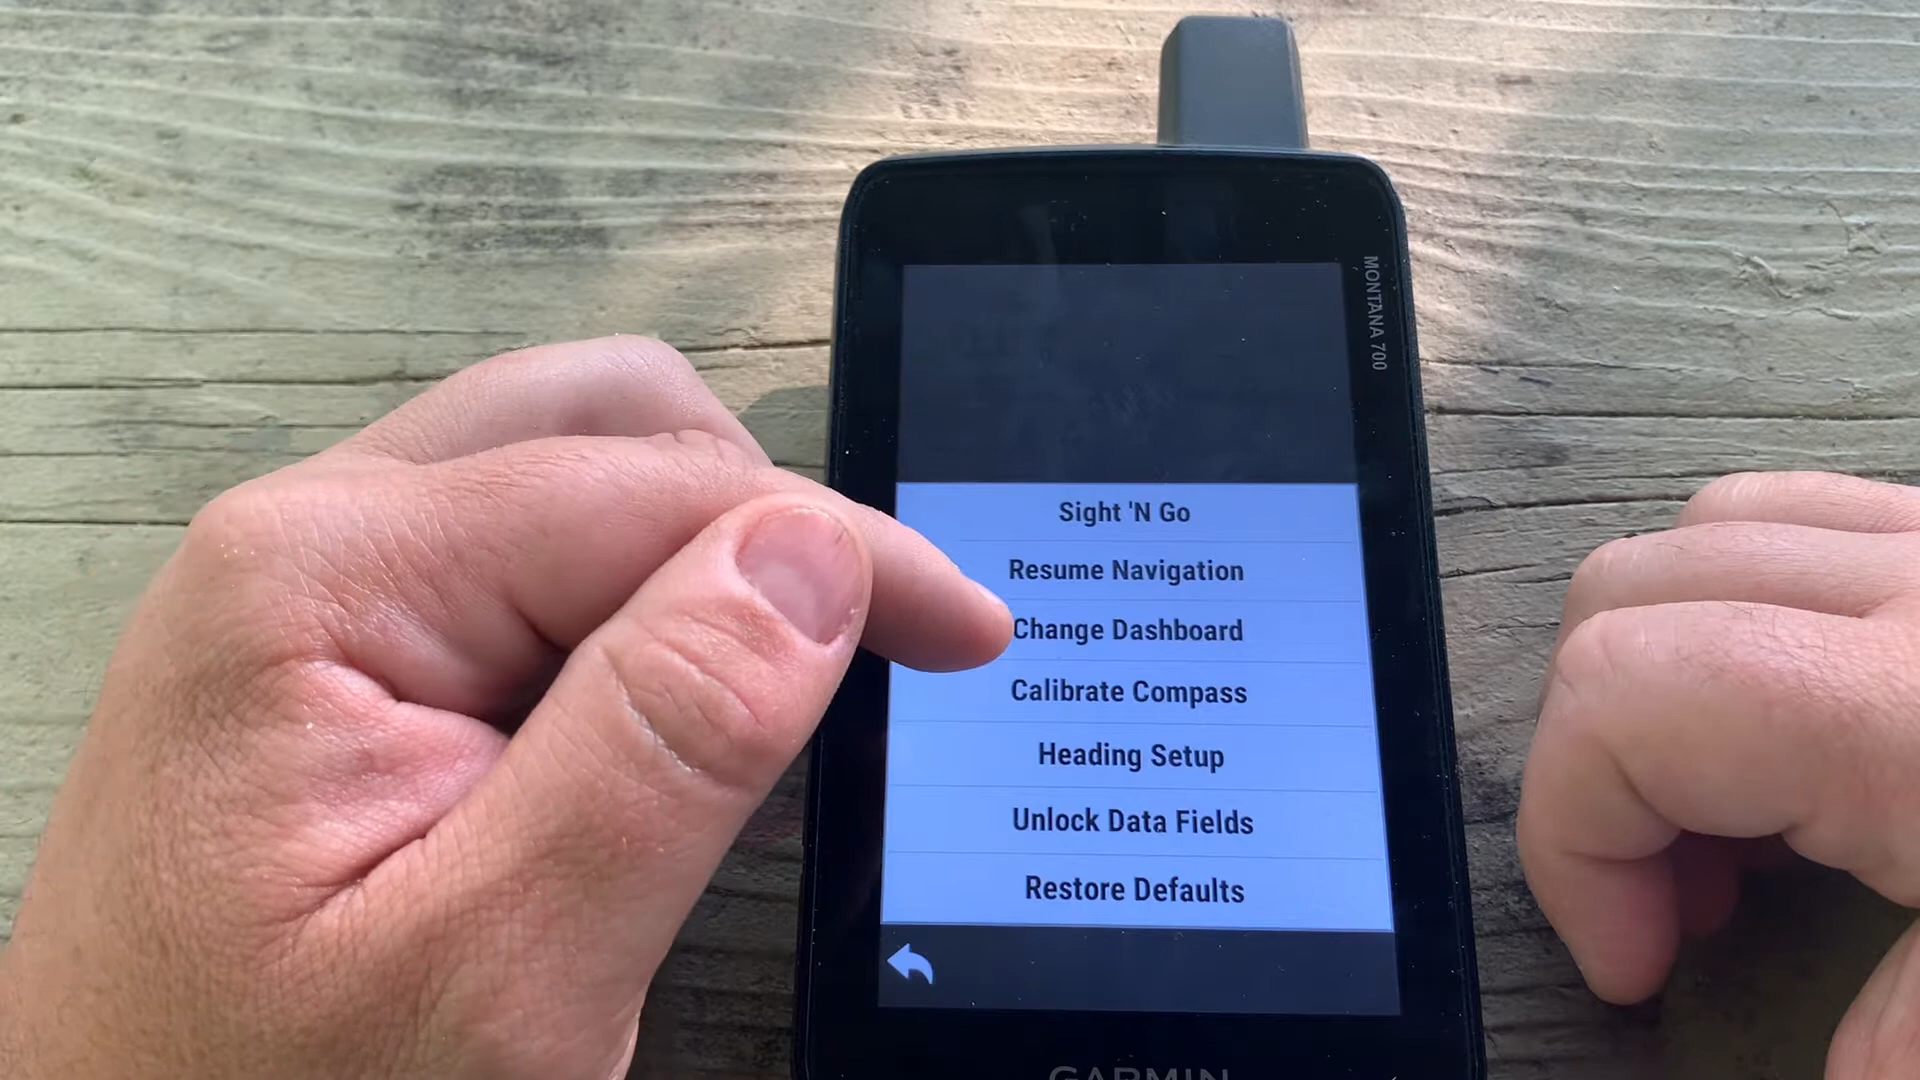 MONTANA 700
Sight 'N Go
Resume Navigation
Change Dashboard
Calibrate Compass
Heading Setup
Unlock Data Fields
Restore Defaults
GARMIN